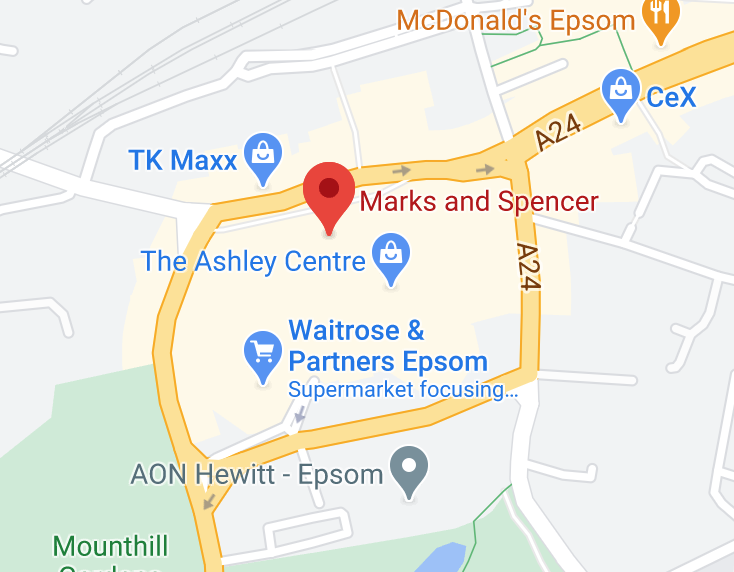 McDonald's Epsom
CeX
A24
TK Maxx
Marks and Spencer
The Ashley Centre
A24
Waitrose &
Partners Epsom
Supermarket focusing...
AON Hewitt - Epsom
Mounthill
Gardens